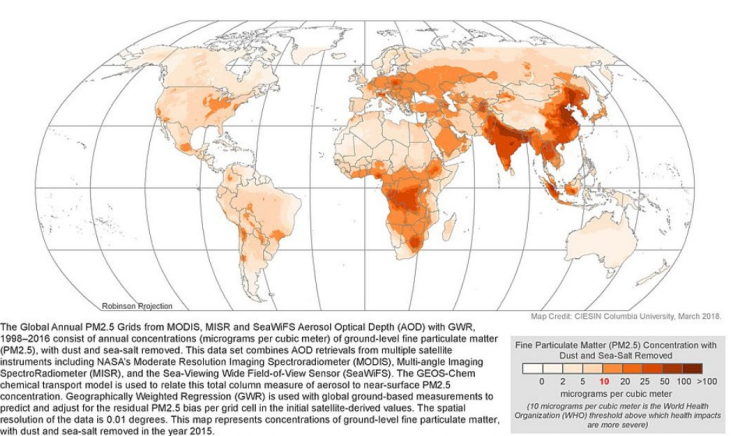 Robinson Projection
Map Credit: CIESIN Columbia University, March 2018.
The Global Annual PM2.5 Grids from MODIS, MISR and SeaWiFS Aerosol Optical Depth (AOD) with GWR,
1998–2016 consist of annual concentrations (micrograms per cubic meter) of ground-level fine particulate matter
(PM2.5), with dust and sea-salt removed. This data set combines AOD retrievals from multiple satellite
instruments including NASA's Moderate Resolution Imaging Spectroradiometer (MODIS), Multi-angle Imaging
SpectroRadiometer (MISR), and the Sea-Viewing Wide Field-of-View Sensor (SeaWiFS). The GEOS-Chem
chemical transport model is used to relate this total column measure of aerosol to near-surface PM2.5
concentration. Geographically Weighted Regression (GWR) is used with global ground-based measurements to
predict and adjust for the residual PM2.5 bias per grid cell in the initial satellite-derived values. The spatial
resolution of the data is 0.01 degrees. This map represents concentrations of ground-level fine particulate matter,
with dust and sea-salt removed in the year 2015.
Fine Particulate Matter (PM2.5) Concentration with
Dust and Sea-Salt Removed
0 2 5 10 20 25 50 100 >100
micrograms per cubic meter
(10 micrograms per cubic meter is the World Health
Organization (WHO) threshold above which health impacts
are more severe)